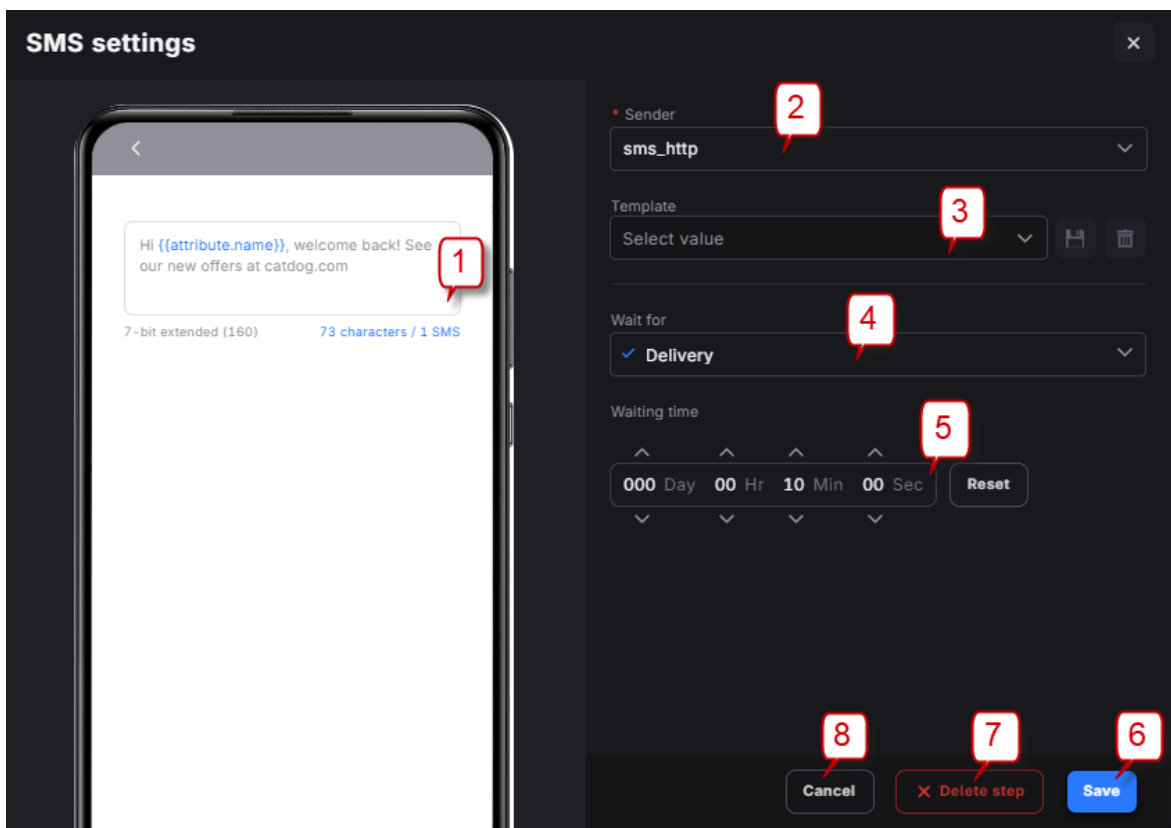 SMS settings
Hi {{attribute.name}}, welcome back! See
our new offers at catdog.com
1
7-bit extended (160) 73 characters / 1 SMS
* Sender
2
sms_http
Template
3
Select value
Wait for
4
Delivery
Waiting time
5
000 Day 00 Hr 10 Min 00 Sec Reset
8 7 6
Cancel Delete step Save